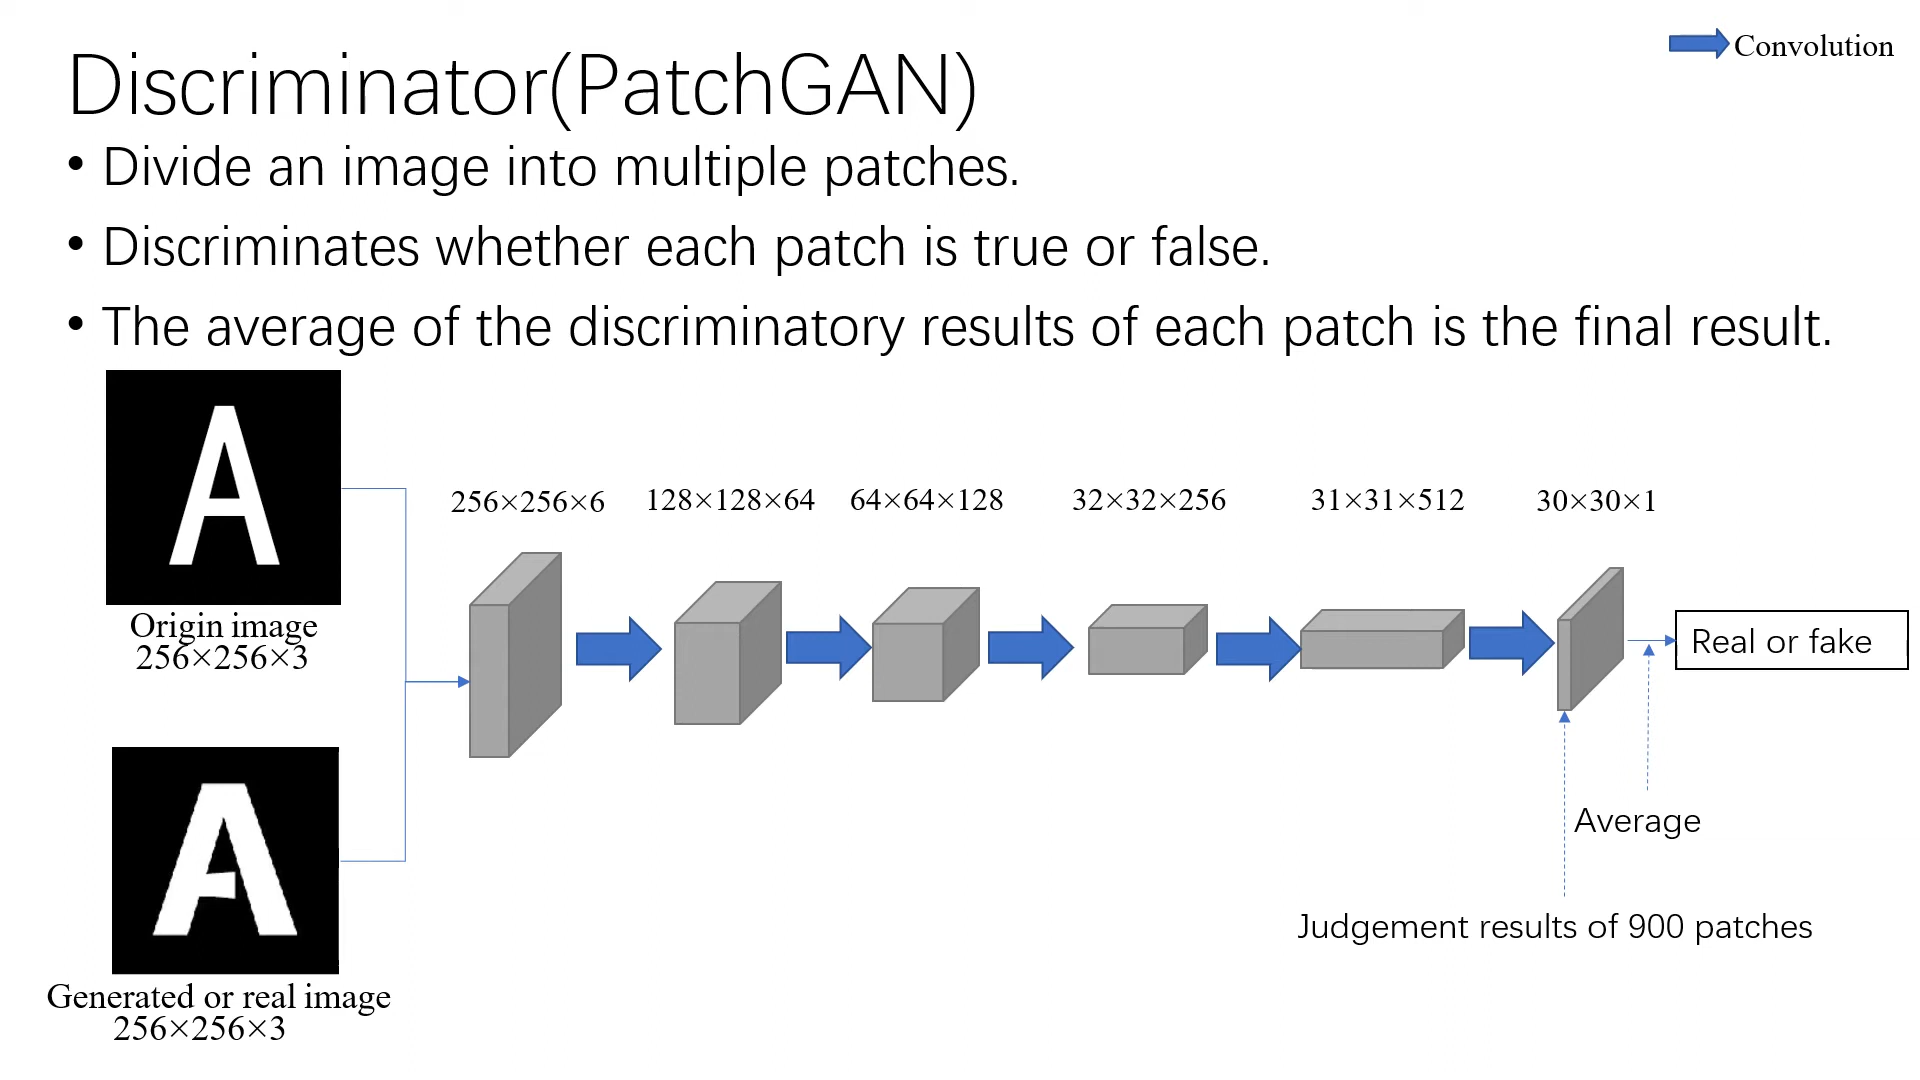 Discriminator(PatchGAN)
Convolution
• Divide an image into multiple patches.
• Discriminates whether each patch is true or false.
• The average of the discriminatory results of each patch is the final result.
A
Origin image
256×256×3
256×256×6
128×128×64
64×64×128
32×32×256
31×31×512
30×30×1
Real or fake
Average
Judgement results of 900 patches
A
Generated or real image
256×256×3